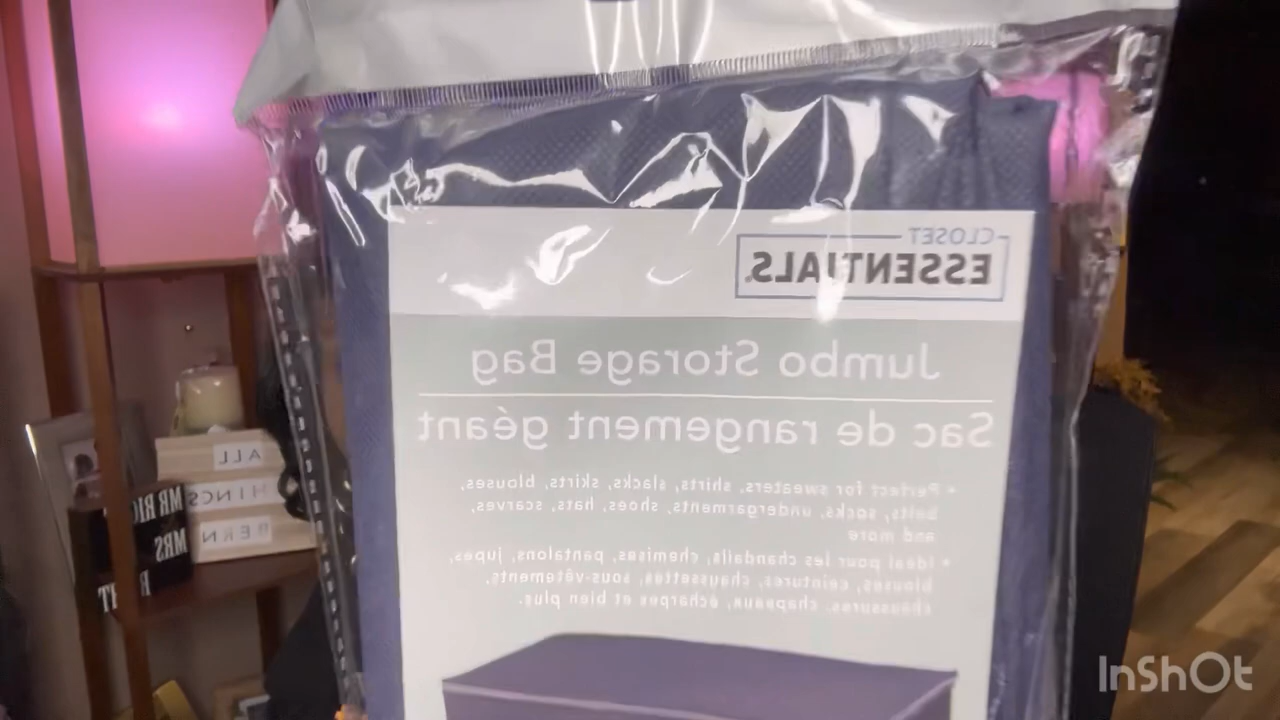 CLOSET
ESSENTIALS.
Jumbo Storage Bag
Sac de rangement géant
• Perfect for sweaters, shirts, slacks, skirts, blouses,
belts, socks, undergarments, shoes, hats, scarves,
and more
• Idéal pour les chandails, chemises, pantalons, jupes,
blouses, ceintures, chaussettes, sous-vêtements,
chaussures, chapeaux, écharpes et bien plus.
ALL
MR RIGHT
MRS
InShOt